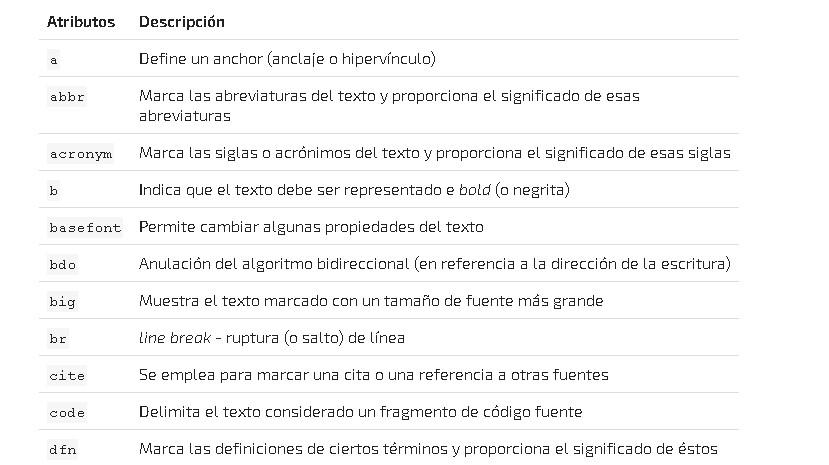 Atributos Descripción
a Define un anchor (anclaje o hipervínculo)
abbr Marca las abreviaturas del texto y proporciona el significado de esas
abreviaturas
acronym Marca las siglas o acrónimos del texto y proporciona el significado de esas siglas
b Indica que el texto debe ser representado e bold (o negrita)
basefont Permite cambiar algunas propiedades del texto
bdo Anulación del algoritmo bidireccional (en referencia a la dirección de la escritura)
big Muestra el texto marcado con un tamaño de fuente más grande
br line break - ruptura (o salto) de línea
cite Se emplea para marcar una cita o una referencia a otras fuentes
code Delimita el texto considerado un fragmento de código fuente
dfn Marca las definiciones de ciertos términos y proporciona el significado de éstos